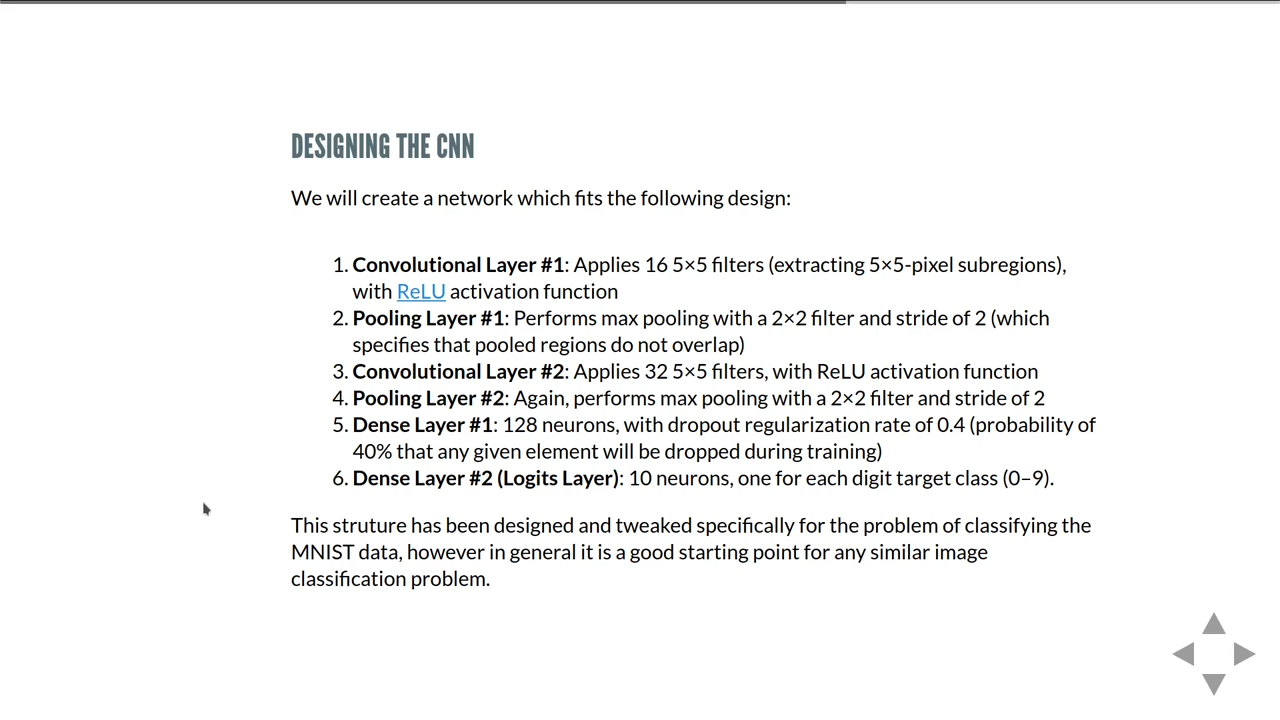 DESIGNING THE CNN
We will create a network which fits the following design:
1. Convolutional Layer #1: Applies 16 5×5 filters (extracting 5×5-pixel subregions),
with ReLU activation function
2. Pooling Layer #1: Performs max pooling with a 2×2 filter and stride of 2 (which
specifies that pooled regions do not overlap)
3. Convolutional Layer #2: Applies 32 5×5 filters, with ReLU activation function
4. Pooling Layer #2: Again, performs max pooling with a 2×2 filter and stride of 2
5. Dense Layer #1: 128 neurons, with dropout regularization rate of 0.4 (probability of
40% that any given element will be dropped during training)
6. Dense Layer #2 (Logits Layer): 10 neurons, one for each digit target class (0–9).
This struture has been designed and tweaked specifically for the problem of classifying the
MNIST data, however in general it is a good starting point for any similar image
classification problem.